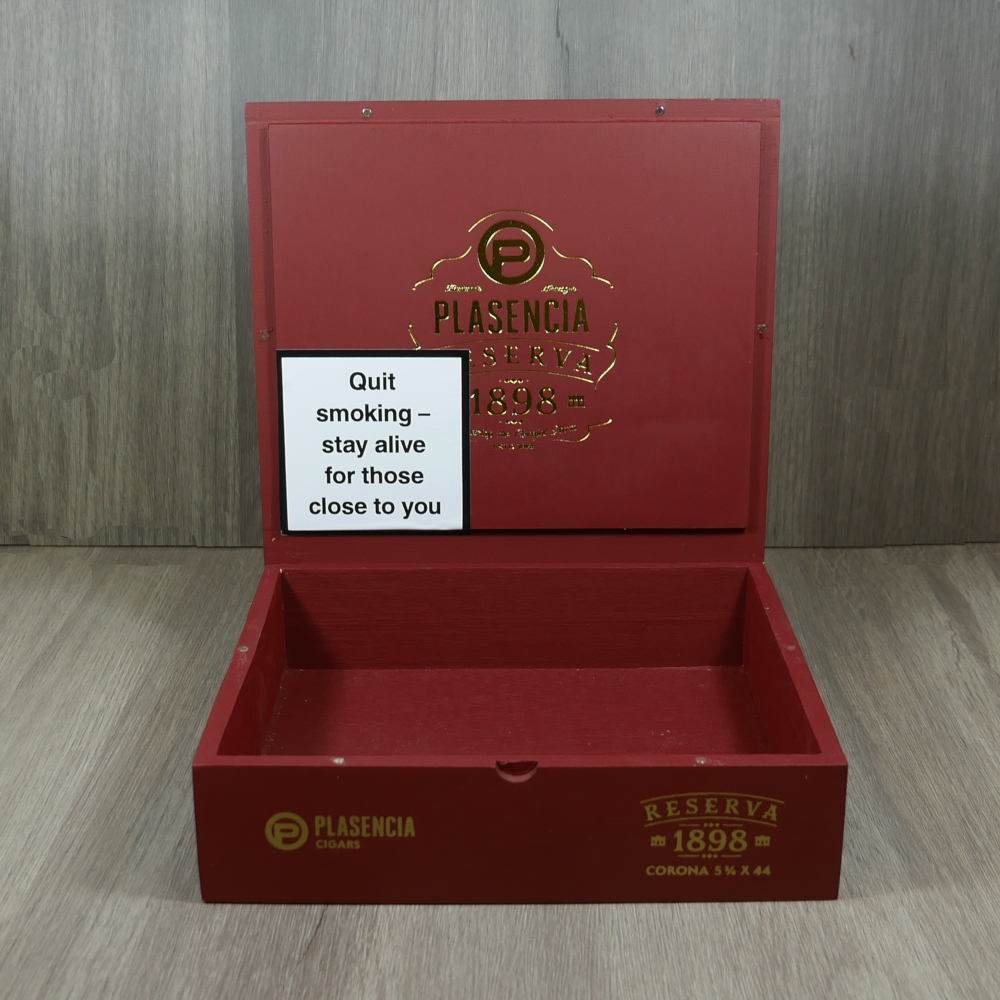 P
PLASENCIA
RESERVA
1898
Quit
smoking –
stay alive
for those
close to you
P PLASENCIA
CIGARS
RESERVA
1898
CORONA 5 ¾ X 44